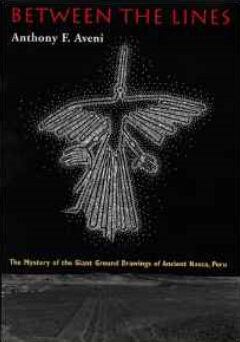 BETWEEN THE LINES
Anthony F. Aveni
The Mystery of the Giant Ground Drawings of Ancient Nasca, Peru